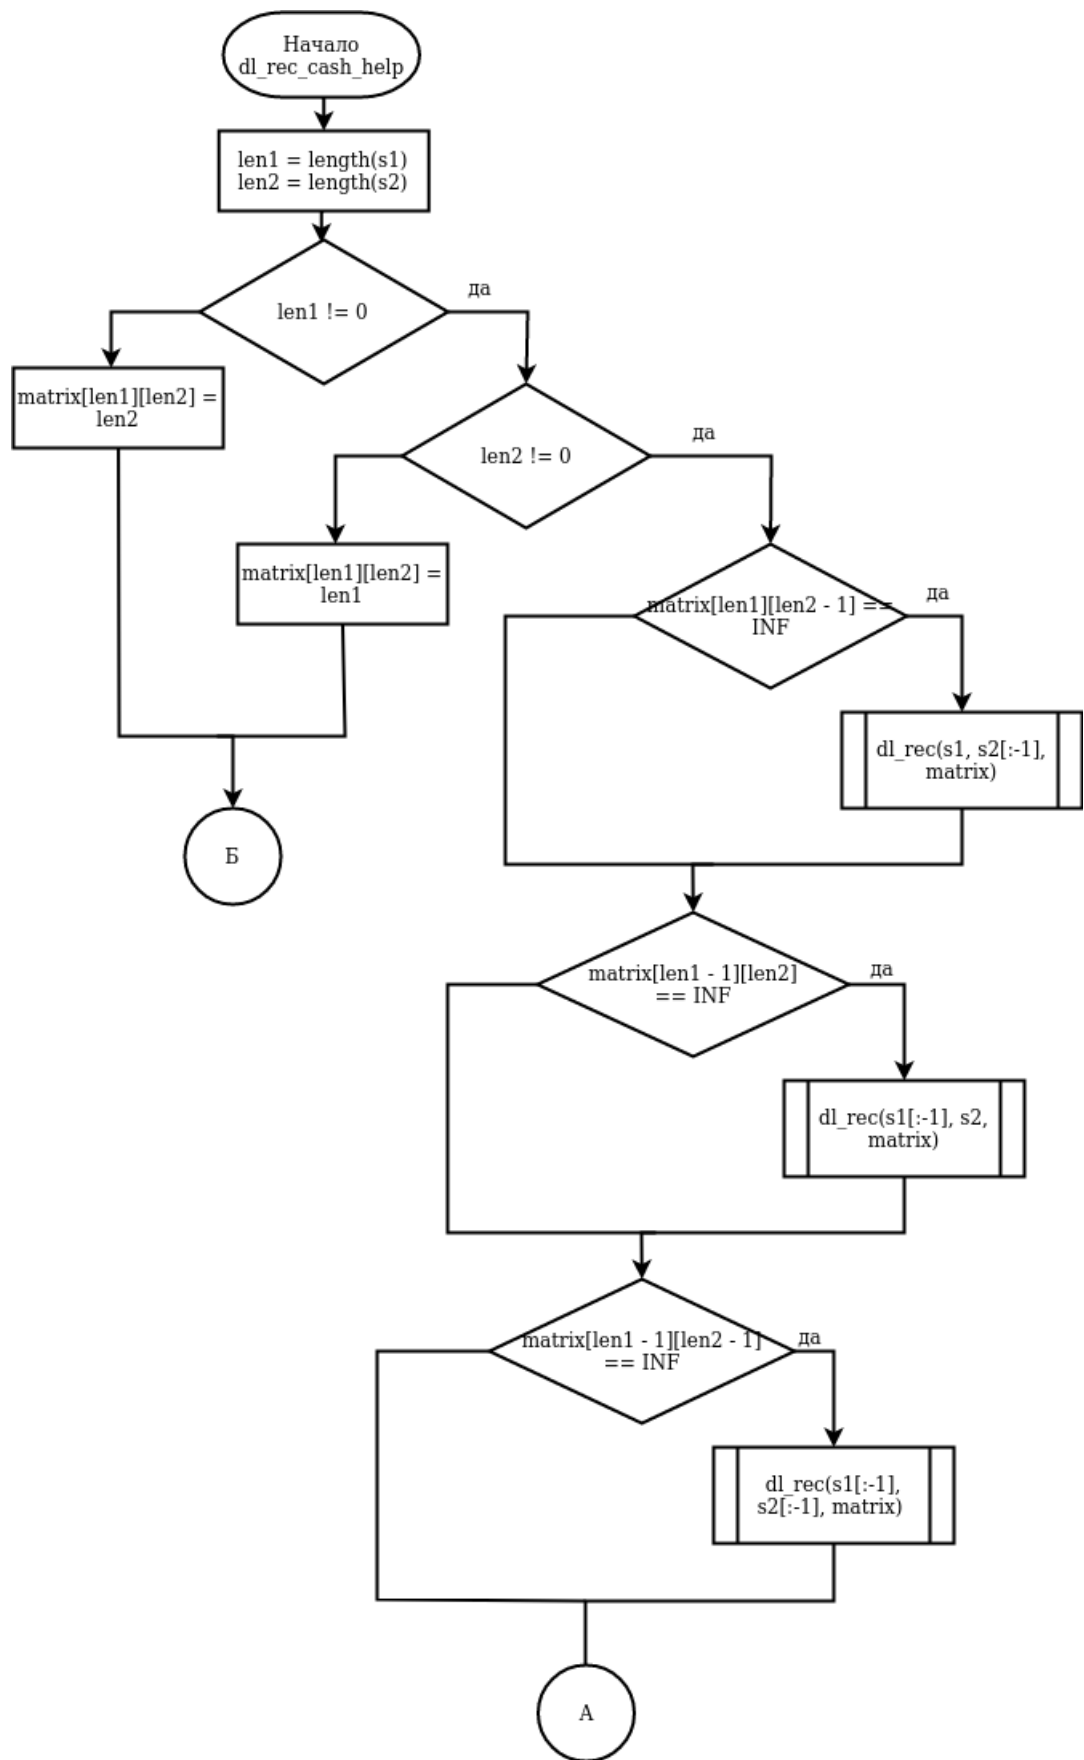 Начало
dl_rec_cash_help
len1 = length(s1)
len2 = length(s2)
len1 != 0
да
matrix[len1][len2] =
len2
len2 != 0
да
matrix[len1][len2] =
len1
matrix[len1][len2 - 1] ==
INF
да
dl_rec(s1, s2[:-1],
matrix)
Б
matrix[len1 - 1][len2]
== INF
да
dl_rec(s1[:-1], s2,
matrix)
matrix[len1 - 1][len2 - 1]
== INF
да
dl_rec(s1[:-1],
s2[:-1], matrix)
А